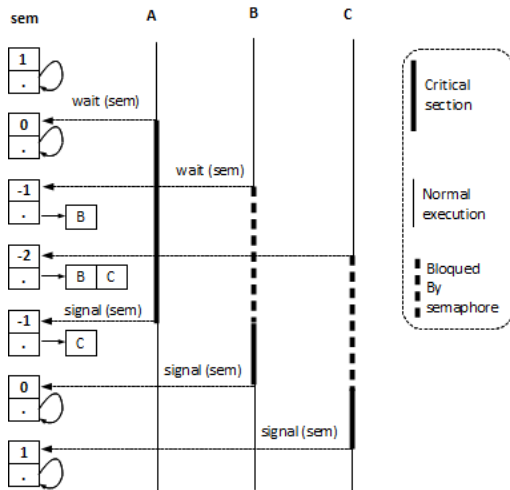 sem A B C
1
.
wait (sem)
0
.
wait (sem)
-1
.
B
-2
.
B C
signal (sem)
-1
.
C
signal (sem)
0
.
signal (sem)
1
.
Critical
section
Normal
execution
Bloqued
By
semaphore